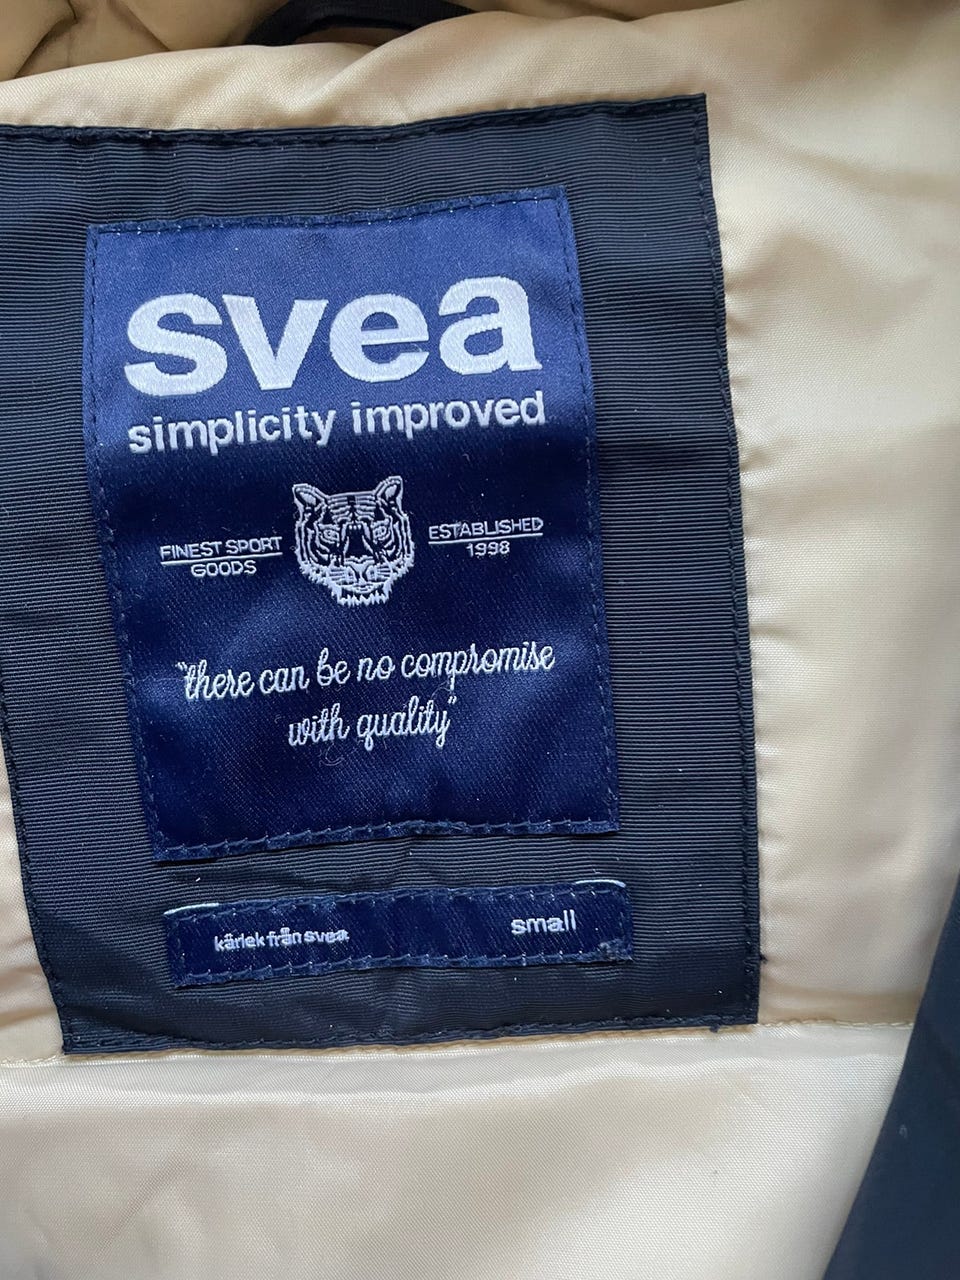 svea
simplicity improved
FINEST SPORT
GOODS
ESTABLISHED
1998
"there can be no compromise
with quality"
kärlek från svea
small